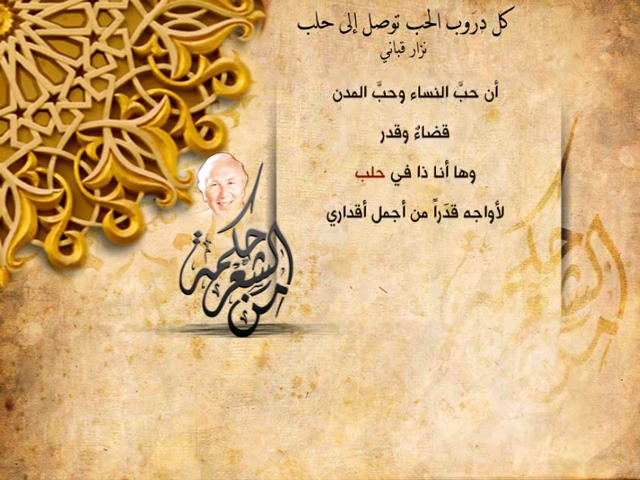 كل دروب الحب توصل إلى حلب
نزار قباني
أن حبَّ النساء وحبَّ المدن
قضاءٌ وقدر
وها أنا ذا في حلب
لأواجه قدَراً من أجمل أقداري
إن من الشعر حكمة